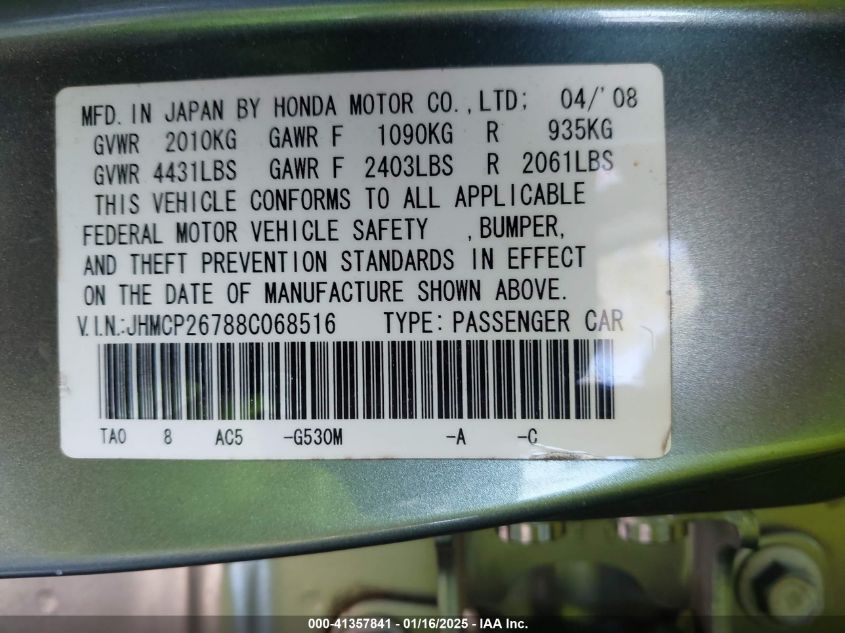 MFD. IN JAPAN BY HONDA MOTOR CO., LTD; 04/'08
GVWR 2010KG GAWR F 1090KG R 935KG
GVWR 4431LBS GAWR F 2403LBS R 2061LBS
THIS VEHICLE CONFORMS TO ALL APPLICABLE
FEDERAL MOTOR VEHICLE SAFETY , BUMPER,
AND THEFT PREVENTION STANDARDS IN EFFECT
ON THE DATE OF MANUFACTURE SHOWN ABOVE.
V.I.N.:JHMCP26788C068516 TYPE: PASSENGER CAR
TA0 8 AC5 -G530M -A -C
000-41357841 - 01/16/2025 - IAA Inc.